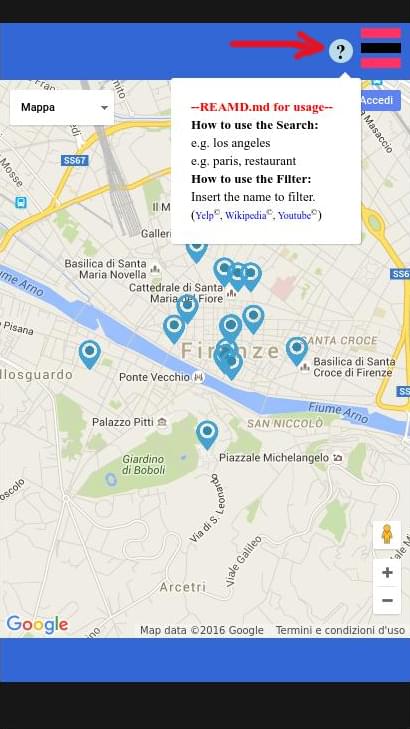 ?
Mappa
Accedi
--REAMD.md for usage--
How to use the Search:
e.g. los angeles
e.g. paris, restaurant
How to use the Filter:
Insert the name to filter.
(Yelp©, Wikipedia©, Youtube©)
Masaccio
Mosse
SS67
Il M
Galleri
Basilica di Santa
Maria Novella
SS6
Cattedrale di Santa
Maria del Fiore
ume Arno
Pisana
Firenze
SANTA CROCE
Basilica di Santa
Croce di Firenze
llosguardo
Ponte Vecchio
SS
Fiume Arno
Palazzo Pitti
SAN NICCOLÒ
Giardino
di Boboli
Piazzale Michelangelo
Via di S. Leonardo
Viale Galileo
Arcetri
+
−
Google
Map data ©2016 Google
Termini e condizioni d'uso